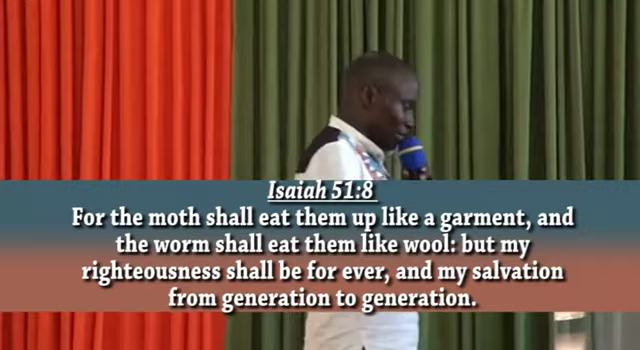 Isaiah 51:8
For the moth shall eat them up like a garment, and
the worm shall eat them like wool: but my
righteousness shall be for ever, and my salvation
from generation to generation.